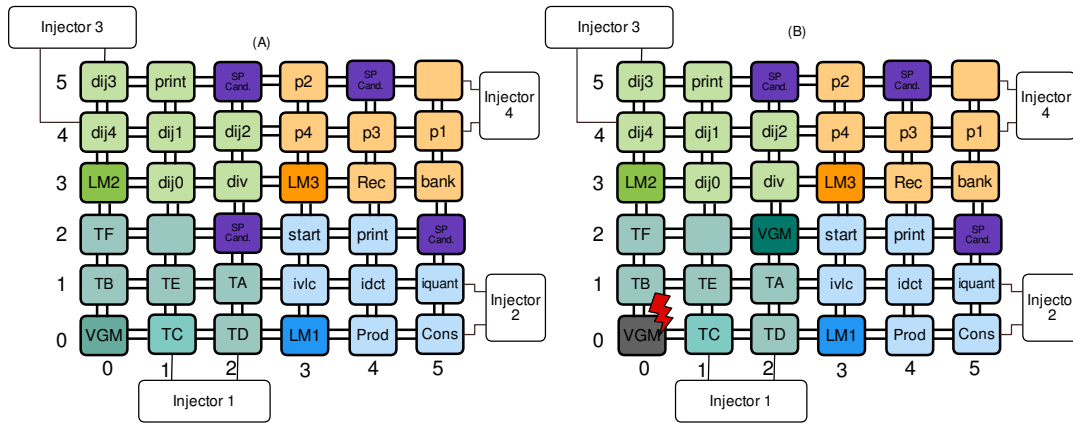 Injector 3
(A)
5 dij3 print SP Cand. p2 SP Cand.
Injector 4
4 dij4 dij1 dij2 p4 p3 p1
3 LM2 dij0 div LM3 Rec bank
2 TF SP Cand. start print SP Cand.
1 TB TE TA ivlc idct iquant
Injector 2
0 VGM TC TD LM1 Prod Cons
0 1 2 3 4 5
Injector 1
Injector 3
(B)
5 dij3 print SP Cand. p2 SP Cand.
Injector 4
4 dij4 dij1 dij2 p4 p3 p1
3 LM2 dij0 div LM3 Rec bank
2 TF VGM start print SP Cand.
1 TB TE TA ivlc idct iquant
Injecto 2
0 VGM TC TD LM1 Prod Cons
0 1 2 3 4 5
Injector 1